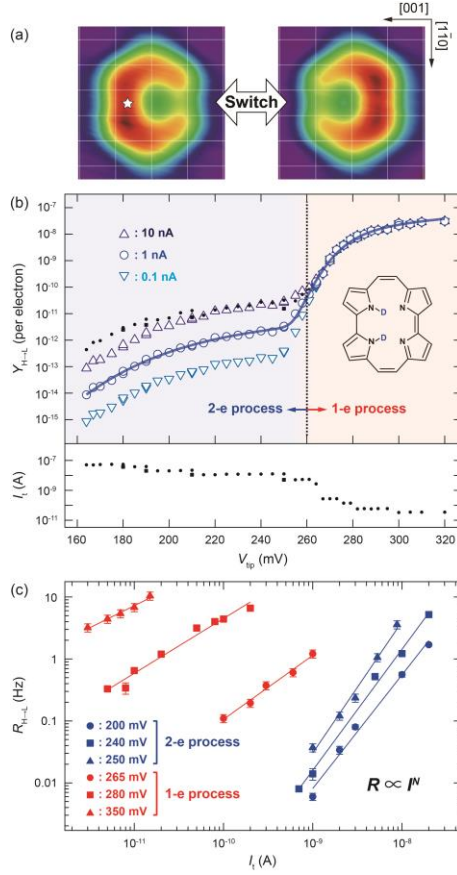 (a)
[001]
[11̄0]
Switch
(b)
Y_H→L (per electron)
10⁻⁷
10⁻⁸
10⁻⁹
10⁻¹⁰
10⁻¹¹
10⁻¹²
10⁻¹³
10⁻¹⁴
10⁻¹⁵
△ : 10 nA
○ : 1 nA
▽ : 0.1 nA
N-D N
N-D N
2-e process 1-e process
I_t (A)
10⁻⁷
10⁻⁹
10⁻¹¹
160 180 200 220 240 260 280 300 320
V_tip (mV)
(c)
R_H→L (Hz)
10
1
0.1
0.01
● : 200 mV
■ : 240 mV
▲ : 250 mV
2-e process
● : 265 mV
■ : 280 mV
▲ : 350 mV
1-e process
R ∝ I^N
10⁻¹¹ 10⁻¹⁰ 10⁻⁹ 10⁻⁸
I_t (A)